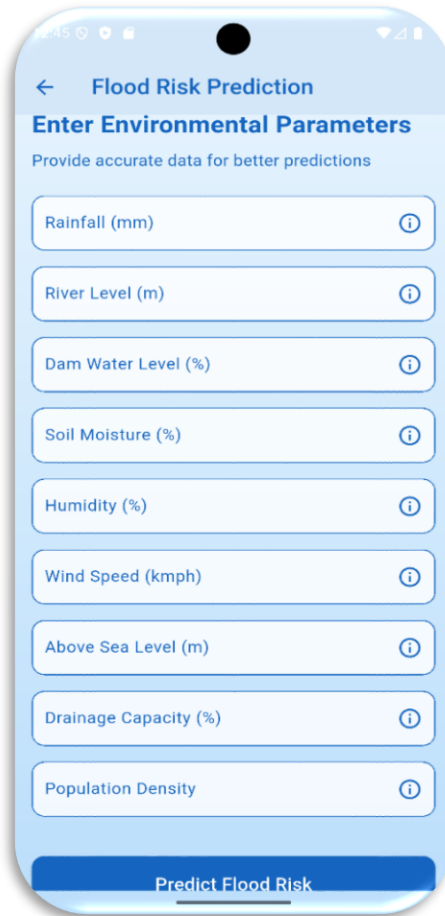 :45
Flood Risk Prediction
Enter Environmental Parameters
Provide accurate data for better predictions
Rainfall (mm)
River Level (m)
Dam Water Level (%)
Soil Moisture (%)
Humidity (%)
Wind Speed (kmph)
Above Sea Level (m)
Drainage Capacity (%)
Population Density
Predict Flood Risk